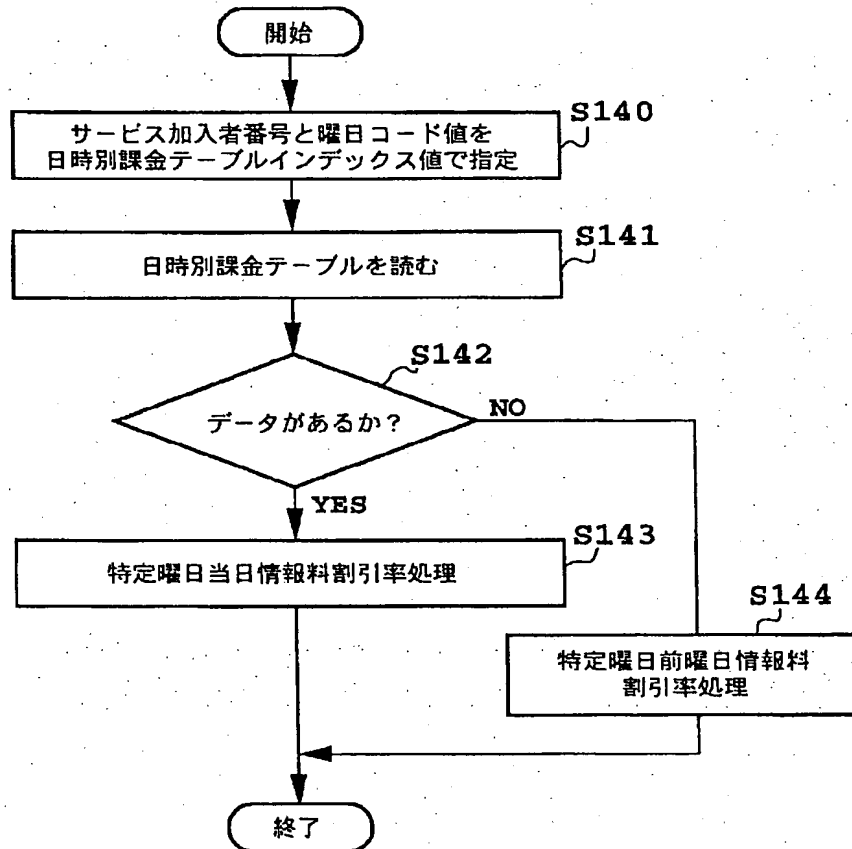 開始
S140
サービス加入者番号と曜日コード値を
日時別課金テーブルインデックス値で指定
S141
日時別課金テーブルを読む
S142
データがあるか？
NO
YES
S143
特定曜日当日情報料割引率処理
S144
特定曜日前曜日情報料
割引率処理
終了